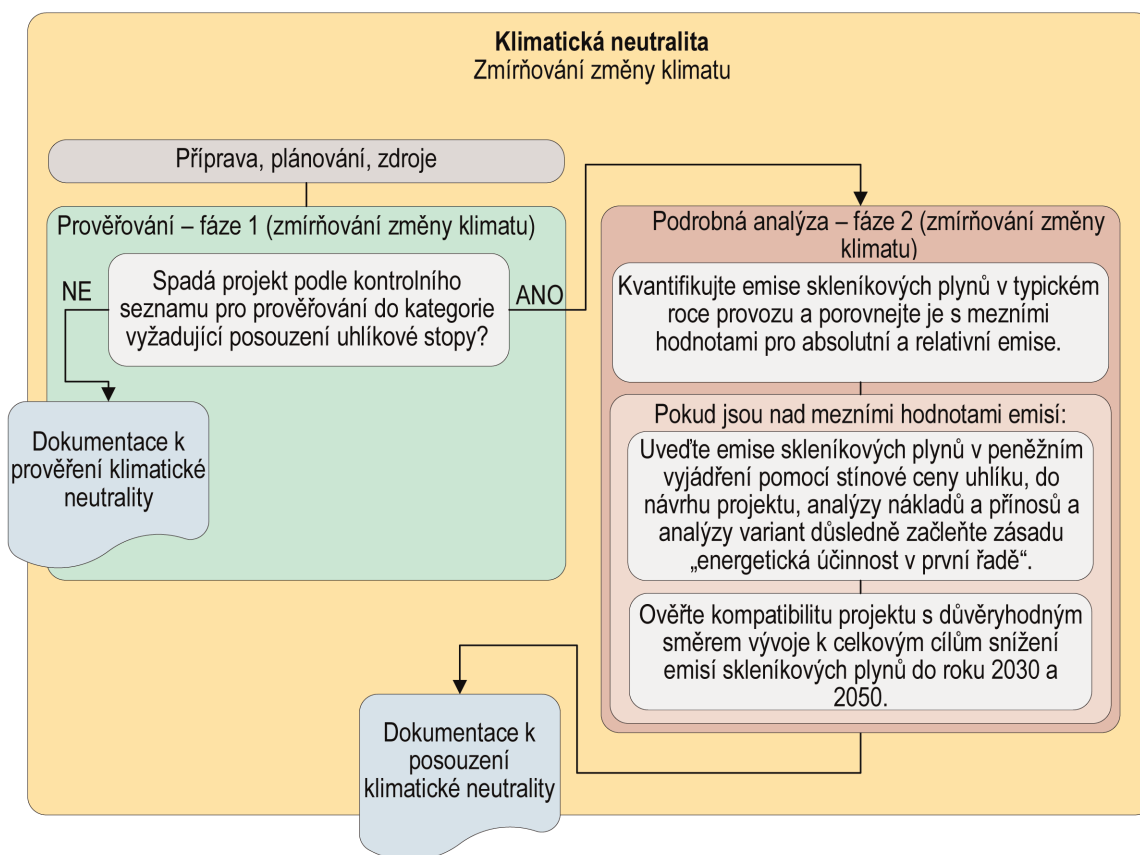 Klimatická neutralita
Zmírňování změny klimatu
Příprava, plánování, zdroje
Prověřování – fáze 1 (zmírňování změny klimatu)
NE
Spadá projekt podle kontrolního
seznamu pro prověřování do kategorie
vyžadující posouzení uhlíkové stopy?
ANO
Dokumentace k
prověření klimatické
neutrality
Podrobná analýza – fáze 2 (zmírňování změny
klimatu)
Kvantifikujte emise skleníkových plynů v typickém
roce provozu a porovnejte je s mezními
hodnotami pro absolutní a relativní emise.
Pokud jsou nad mezními hodnotami emisí:
Uveďte emise skleníkových plynů v peněžním
vyjádření pomocí stínové ceny uhlíku, do
návrhu projektu, analýzy nákladů a přínosů a
analýzy variant důsledně začleňte zásadu
„energetická účinnost v první řadě“.
Ověřte kompatibilitu projektu s důvěryhodným
směrem vývoje k celkovým cílům snížení
emisí skleníkových plynů do roku 2030 a
2050.
Dokumentace k
posouzení
klimatické neutrality